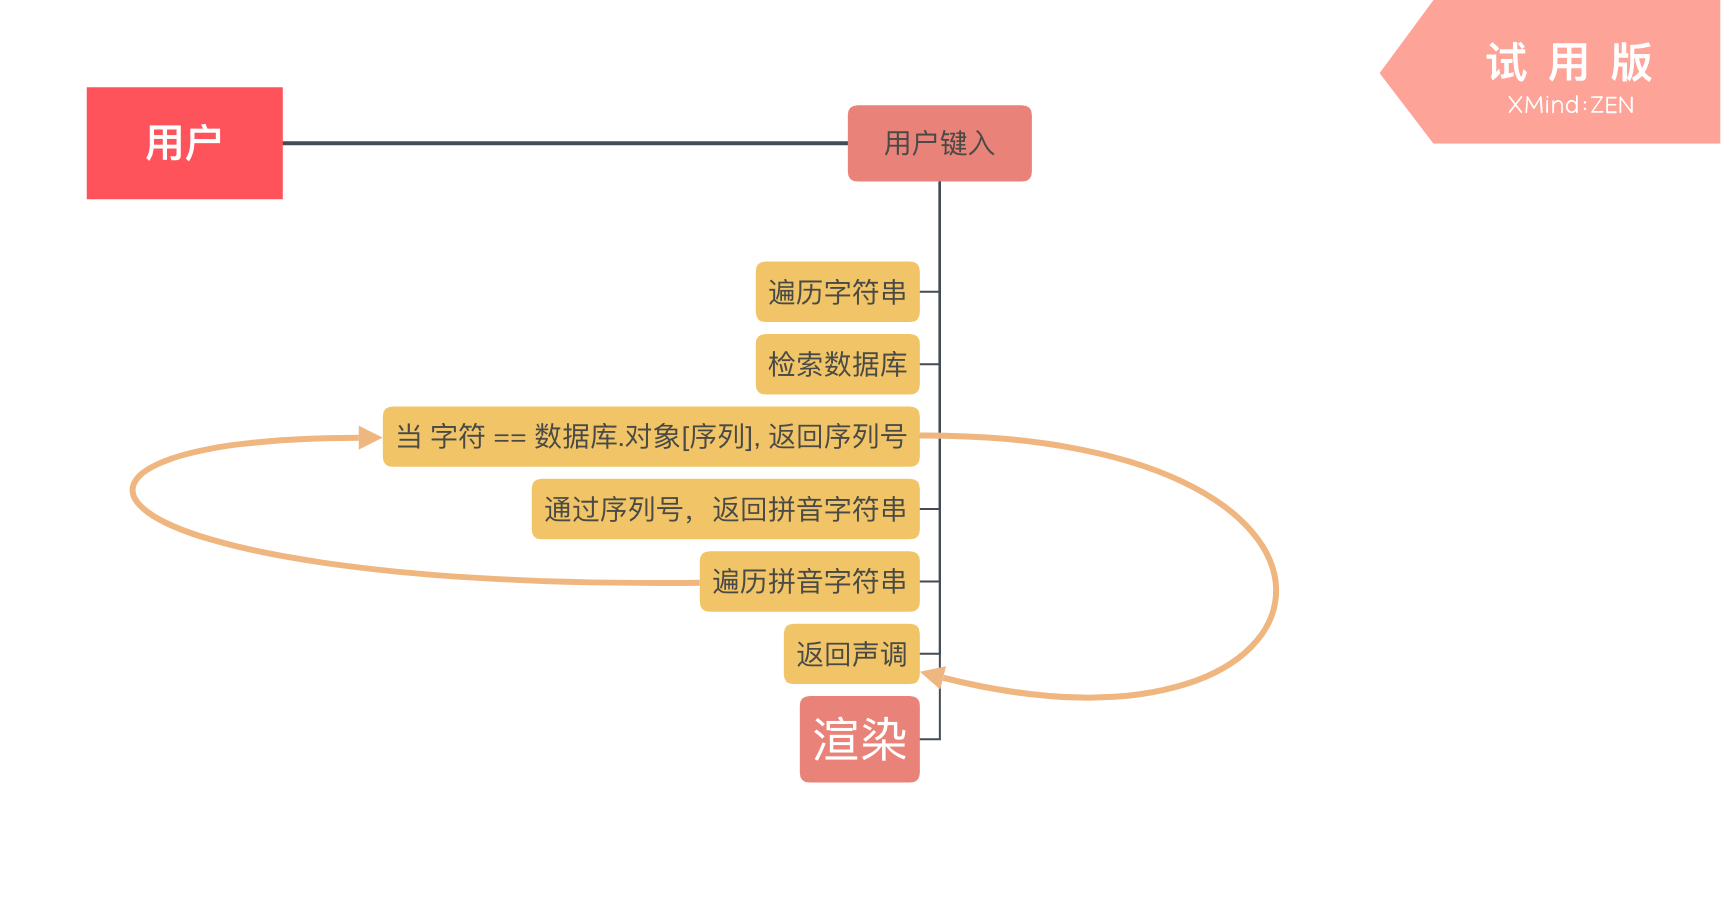 试 用 版
XMind:ZEN
用户
用户键入
遍历字符串
检索数据库
当 字符 == 数据库.对象[序列], 返回序列号
通过序列号，返回拼音字符串
遍历拼音字符串
返回声调
渲染